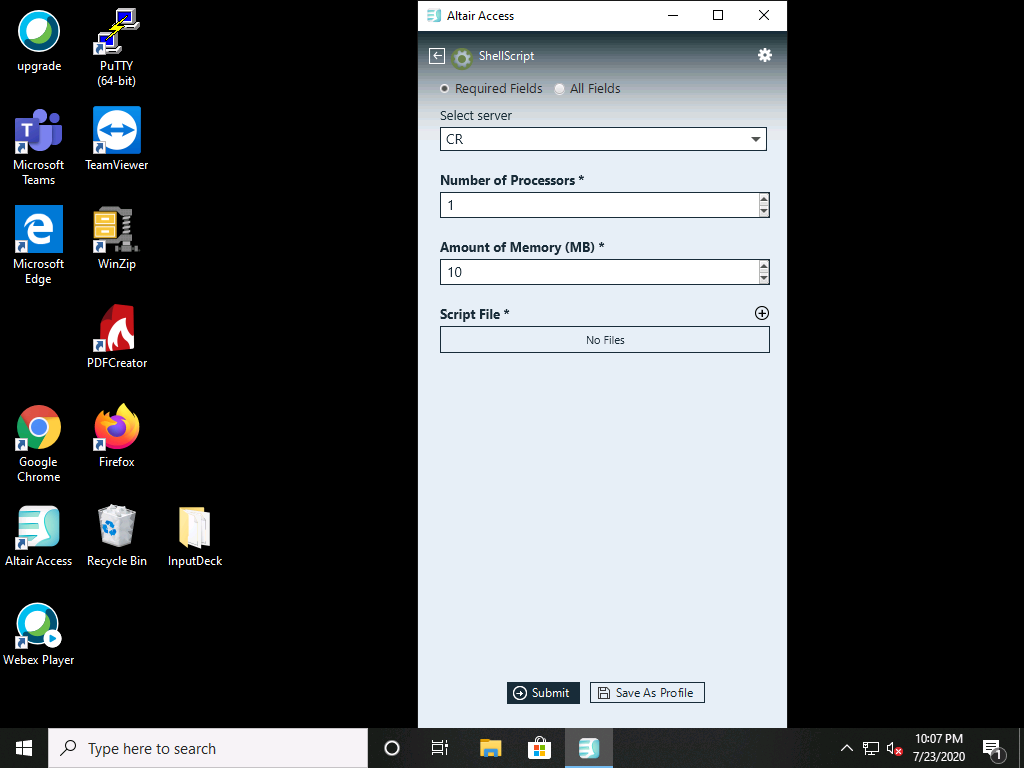 upgrade
PuTTY
(64-bit)
Microsoft
Teams
TeamViewer
Microsoft
Edge
WinZip
PDFCreator
Google
Chrome
Firefox
Altair Access
Recycle Bin
InputDeck
Webex Player
Altair Access
ShellScript
Required Fields
All Fields
Select server
CR
Number of Processors *
1
Amount of Memory (MB) *
10
Script File *
No Files
Submit
Save As Profile
Type here to search
10:07 PM
7/23/2020
1